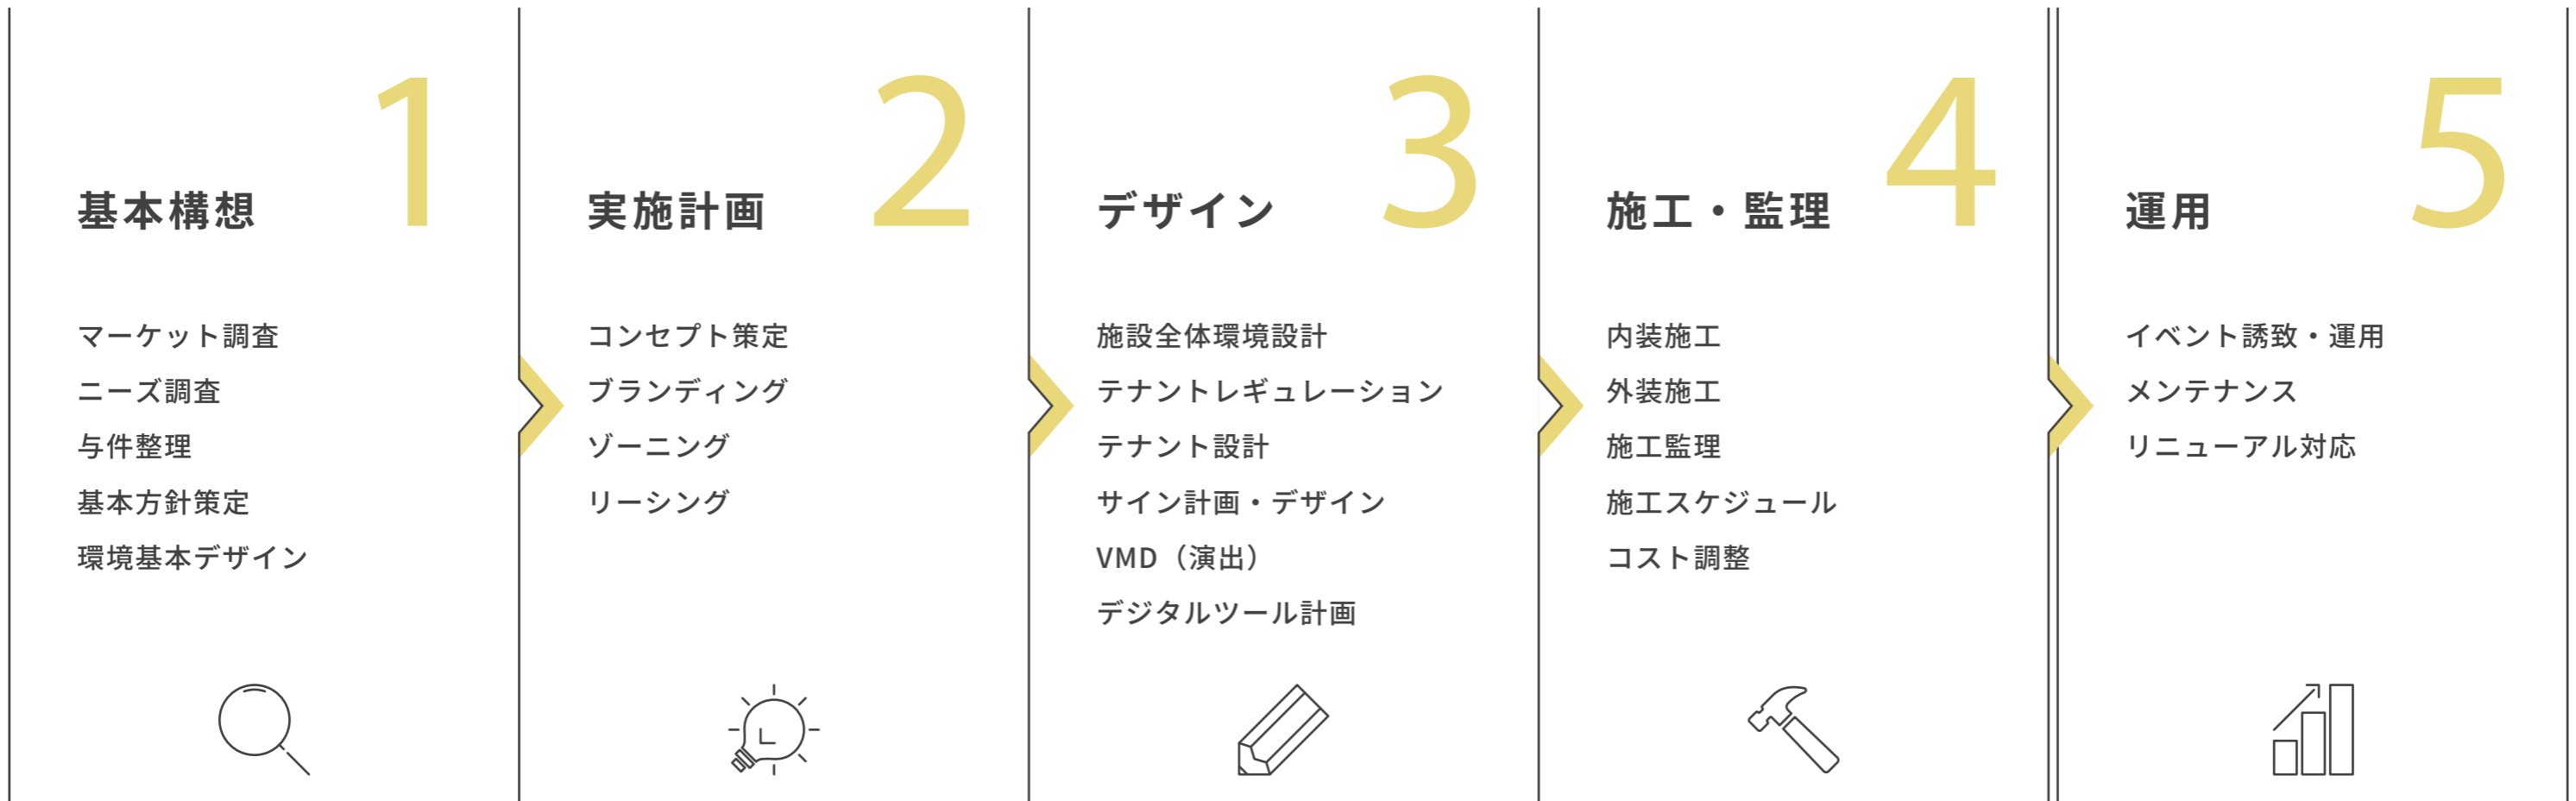 1
基本構想
マーケット調査
ニーズ調査
与件整理
基本方針策定
環境基本デザイン
2
実施計画
コンセプト策定
ブランディング
ゾーニング
リーシング
3
デザイン
施設全体環境設計
テナントレギュレーション
テナント設計
サイン計画・デザイン
VMD（演出）
デジタルツール計画
4
施工・監理
内装施工
外装施工
施工監理
施工スケジュール
コスト調整
5
運用
イベント誘致・運用
メンテナンス
リニューアル対応